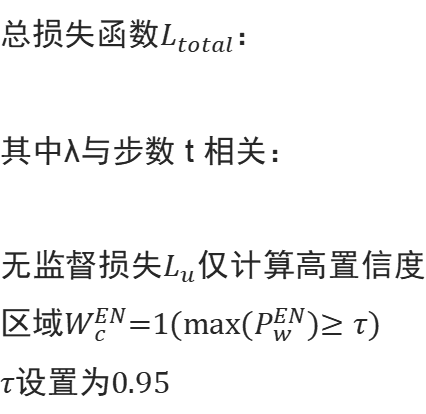 总损失函数L_{total}：
其中λ与步数 t 相关：
无监督损失L_u仅计算高置信度
区域W_c^{EN}=1(max(P_w^{EN})≥ τ)
τ设置为0.95